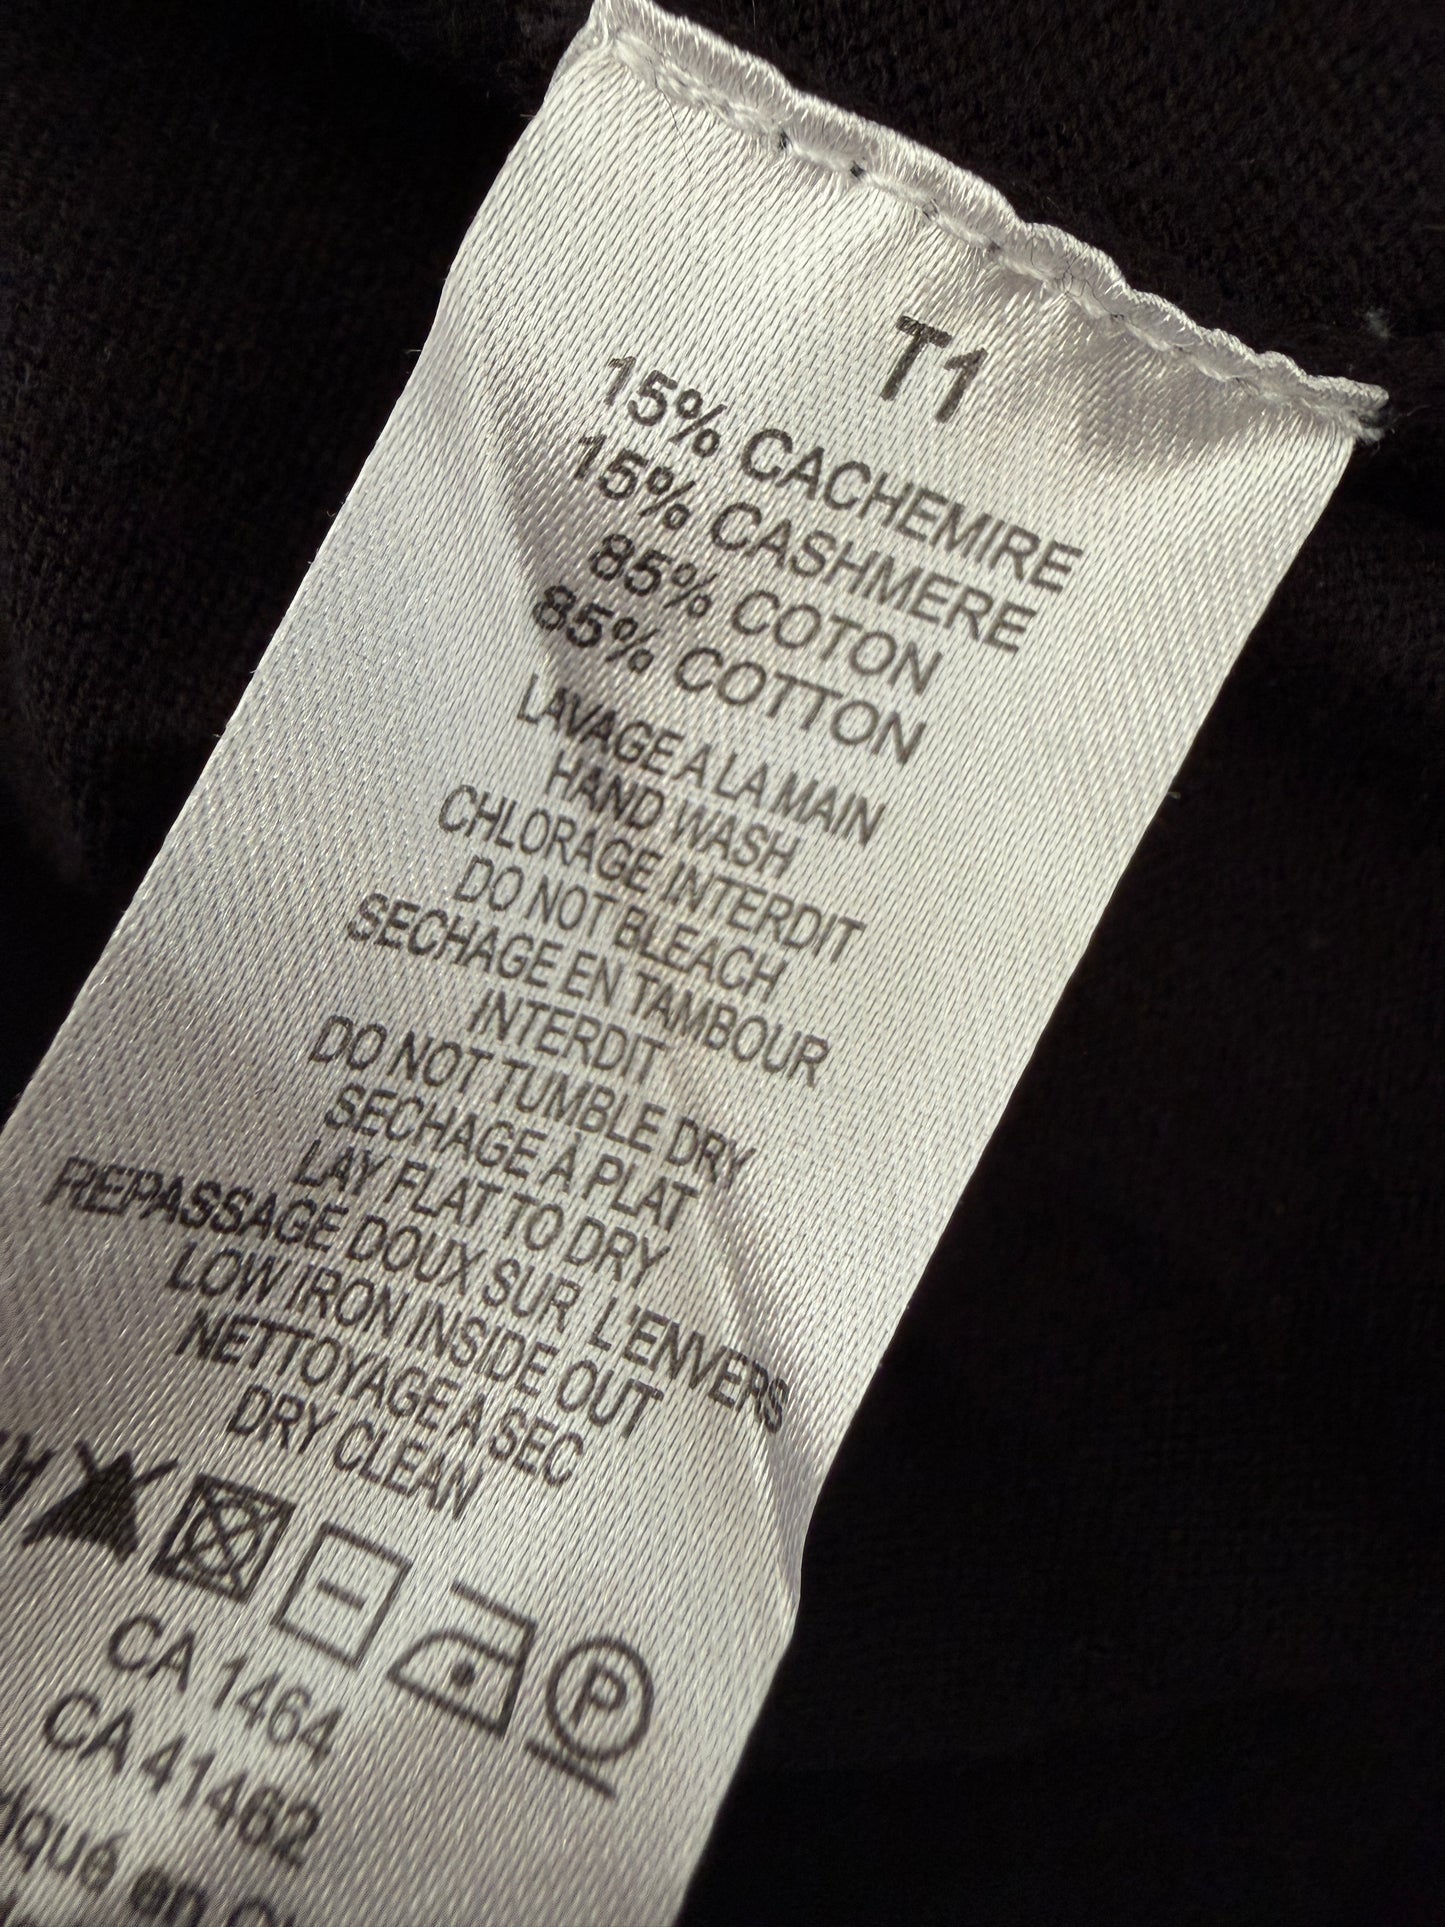 T1
15% CACHEMIRE
15% CASHMERE
85% COTON
85% COTTON
LAVAGE A LA MAIN
HAND WASH
CHLORAGE INTERDIT
DO NOT BLEACH
SECHAGE EN TAMBOUR
INTERDIT
DO NOT TUMBLE DRY
SECHAGE À PLAT
LAY FLAT TO DRY
REPASSAGE DOUX SUR L'ENVERS
LOW IRON INSIDE OUT
NETTOYAGE A SEC
DRY CLEAN
P
CA 1464
CA 41462